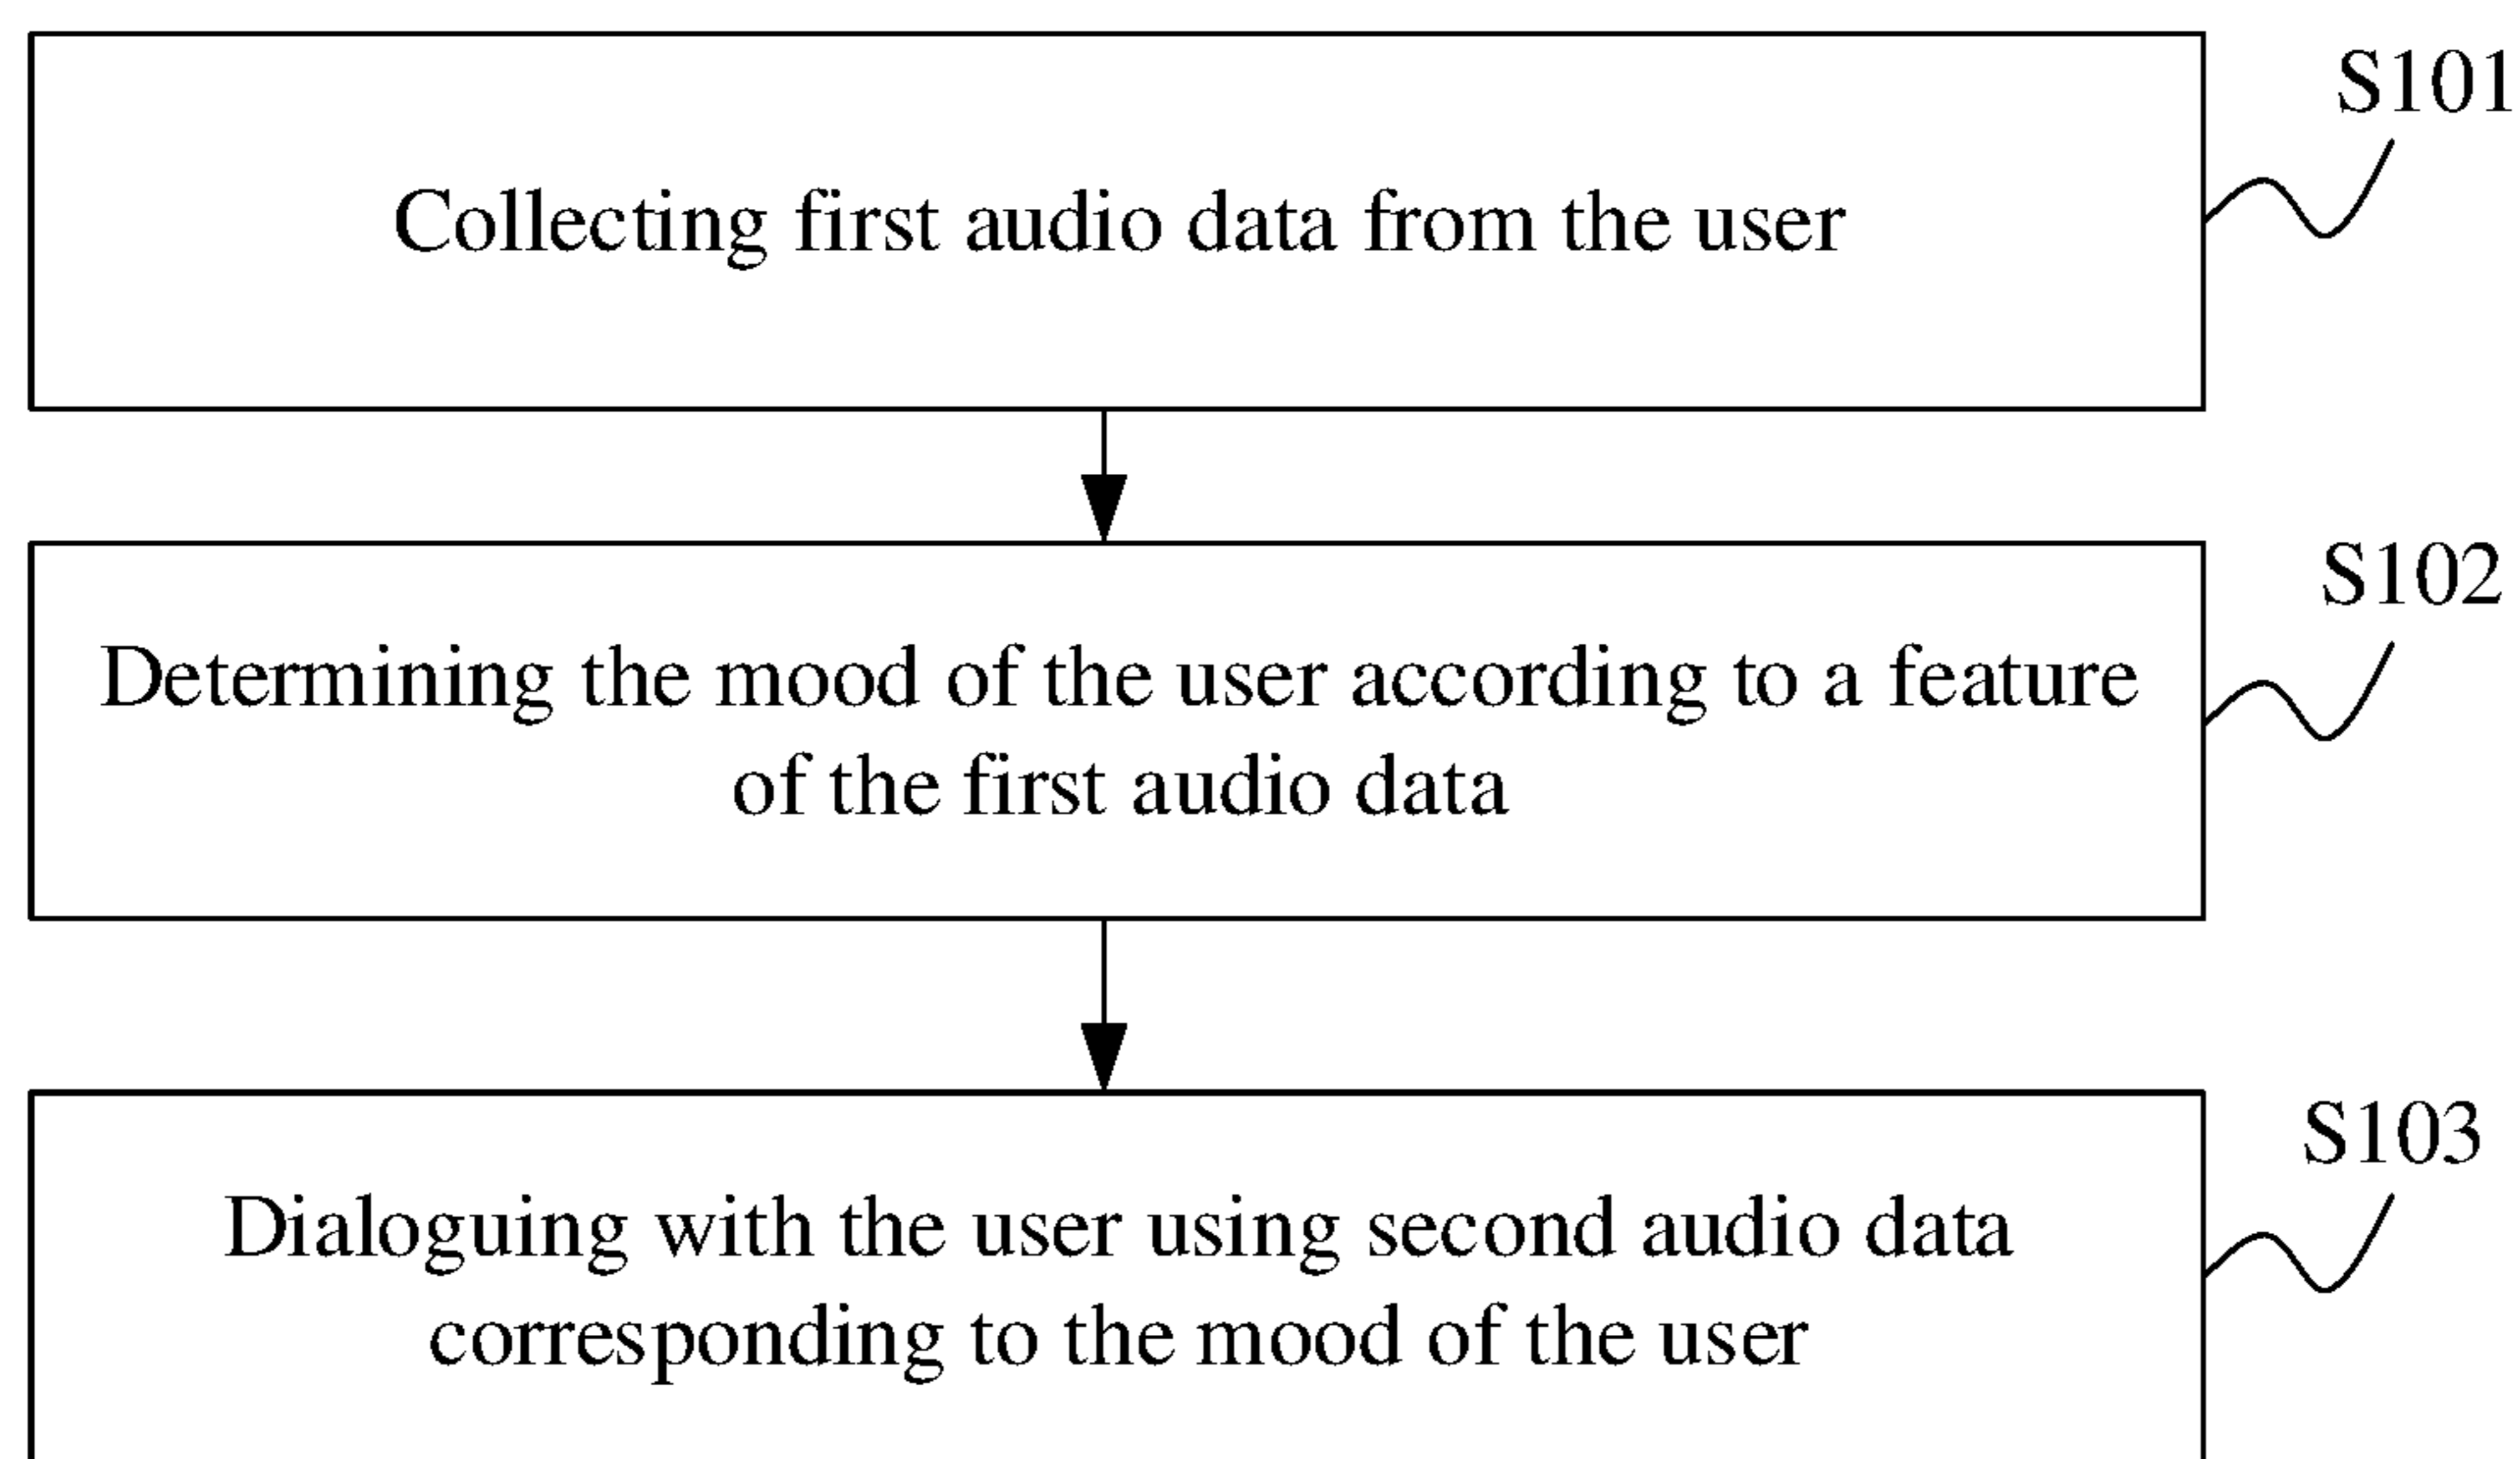 S101
Collecting first audio data from the user
S102
Determining the mood of the user according to a feature
of the first audio data
S103
Dialoguing with the user using second audio data
corresponding to the mood of the user